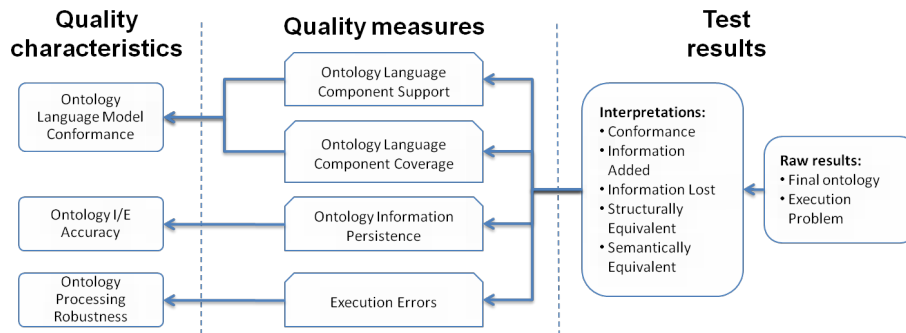 Quality
characteristics
Quality measures
Test
results
Ontology
Language Model
Conformance
Ontology I/E
Accuracy
Ontology
Processing
Robustness
Ontology Language
Component Support
Ontology Language
Component Coverage
Ontology Information
Persistence
Execution Errors
Interpretations:
• Conformance
• Information
Added
• Information Lost
• Structurally
Equivalent
• Semantically
Equivalent
Raw results:
• Final ontology
• Execution
Problem